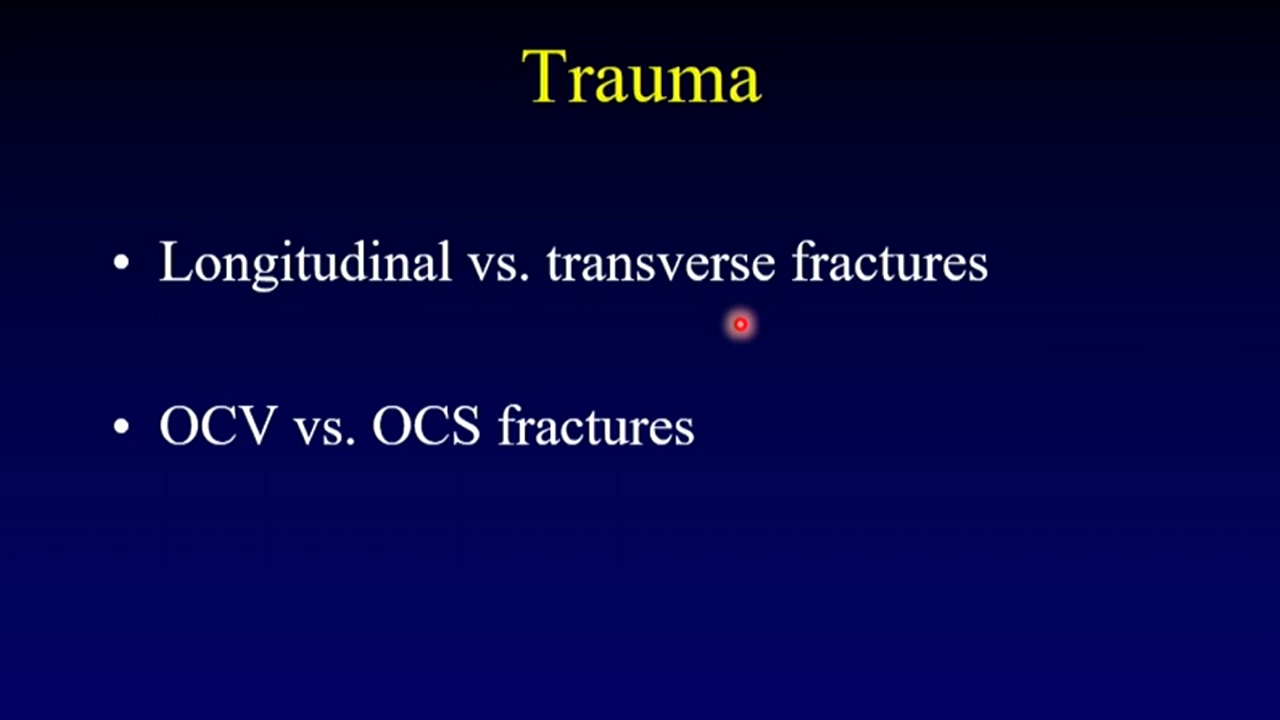 Trauma
• Longitudinal vs. transverse fractures
• OCV vs. OCS fractures